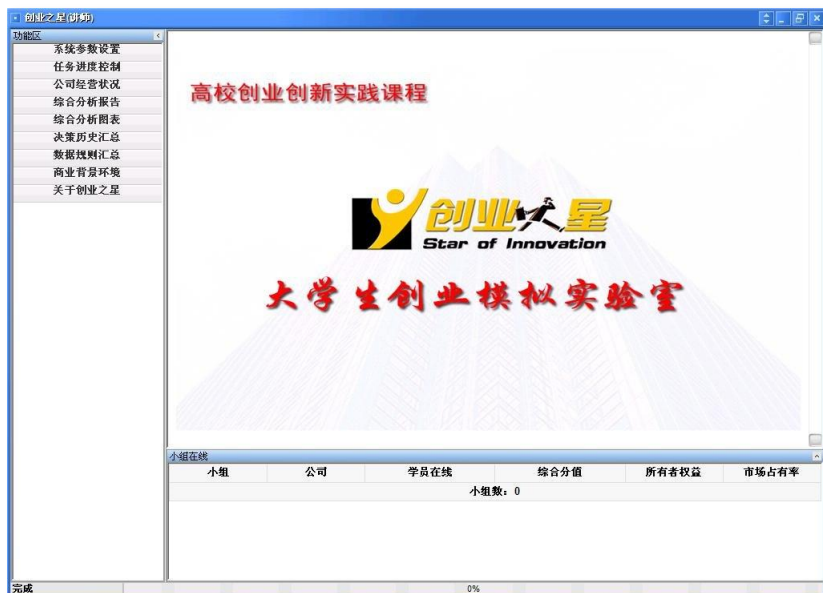 创业之星(讲师)
功能区
系统参数设置
任务进度控制
公司经营状况
综合分析报告
综合分析图表
决策历史汇总
数据规则汇总
商业背景环境
关于创业之星
高校创业创新实践课程
创业之星
Star of Innovation
大学生创业模拟实验室
小组在线
小组 公司 学员在线 综合分值 所有者权益 市场占有率
小组数：0
完成 0%